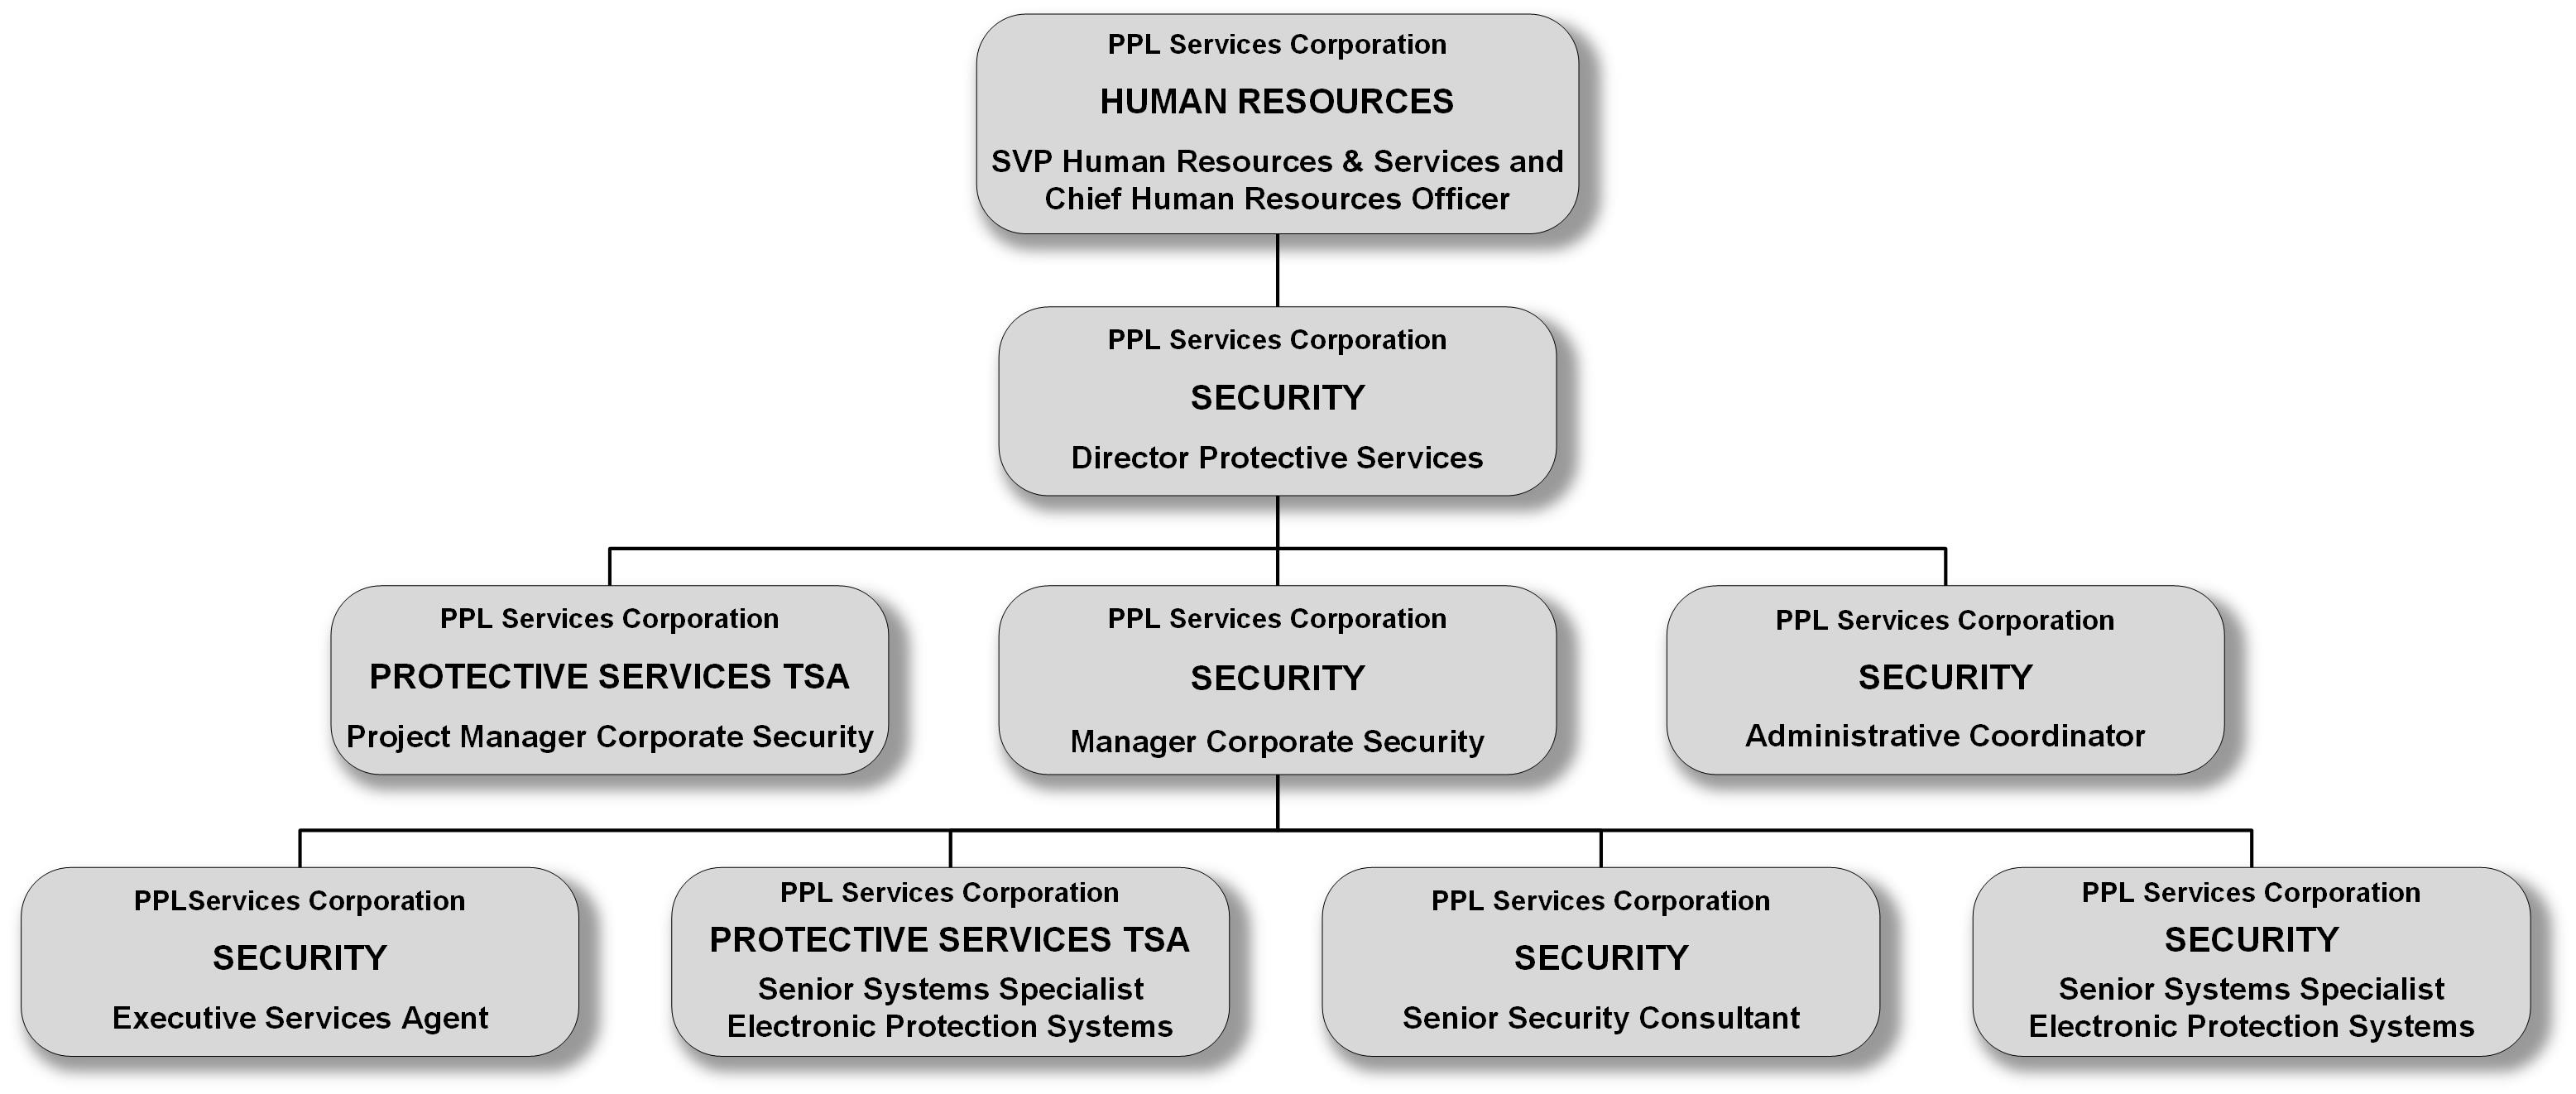 PPL Services Corporation
HUMAN RESOURCES
SVP Human Resources & Services and
Chief Human Resources Officer
PPL Services Corporation
SECURITY
Director Protective Services
PPL Services Corporation
PROTECTIVE SERVICES TSA
Project Manager Corporate Security
PPL Services Corporation
SECURITY
Manager Corporate Security
PPL Services Corporation
SECURITY
Administrative Coordinator
PPLServices Corporation
SECURITY
Executive Services Agent
PPL Services Corporation
PROTECTIVE SERVICES TSA
Senior Systems Specialist
Electronic Protection Systems
PPL Services Corporation
SECURITY
Senior Security Consultant
PPL Services Corporation
SECURITY
Senior Systems Specialist
Electronic Protection Systems